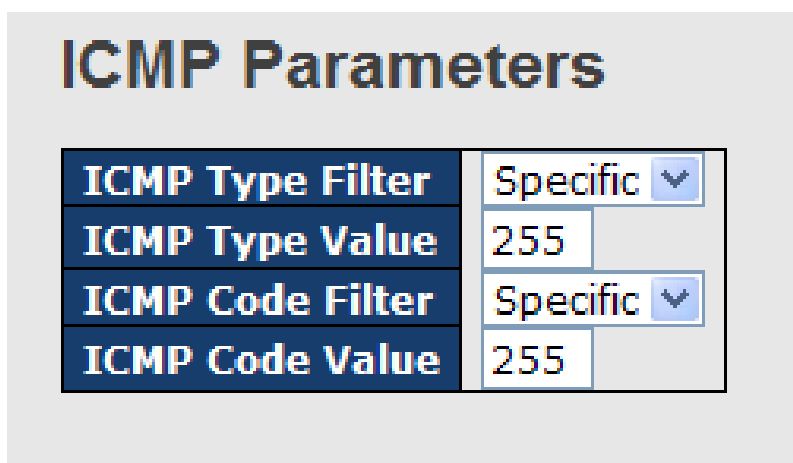 ICMP Parameters
ICMP Type Filter Specific
ICMP Type Value 255
ICMP Code Filter Specific
ICMP Code Value 255